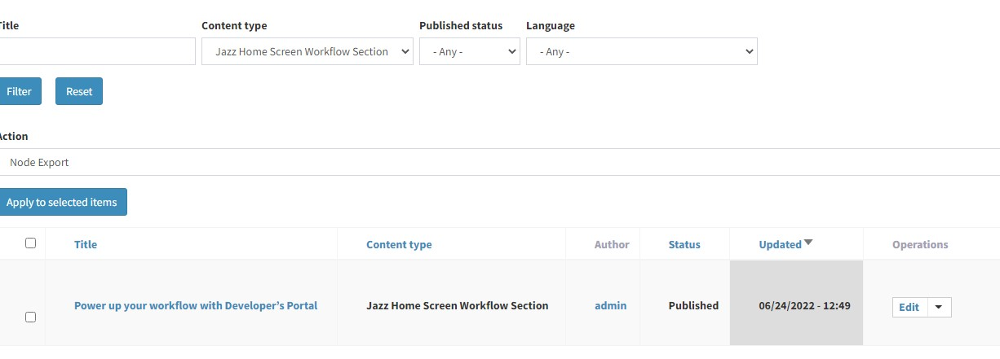 Title Content type Published status Language
Jazz Home Screen Workflow Section - Any - - Any -
Filter Reset
Action
Node Export
Apply to selected items
Title Content type Author Status Updated Operations
Power up your workflow with Developer’s Portal Jazz Home Screen Workflow Section admin Published 06/24/2022 - 12:49 Edit